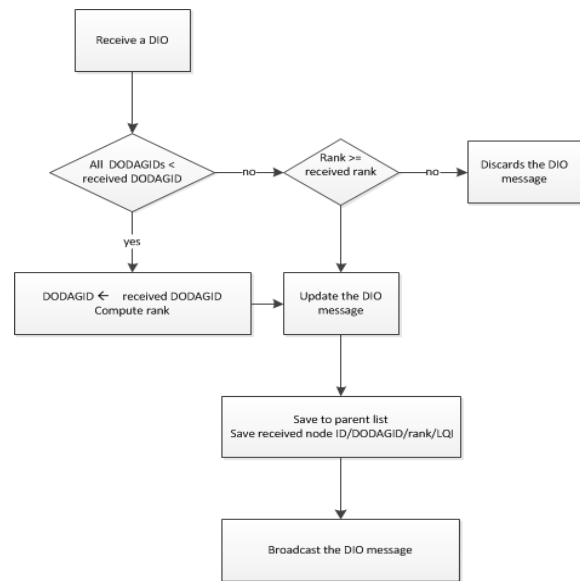 Receive a DIO
All DODAGIDs <
received DODAGID
no
Rank >=
received rank
no
Discards the DIO
message
yes
DODAGID ← received DODAGID
Compute rank
Update the DIO
message
Save to parent list
Save received node ID/DODAGID/rank/LQI
Broadcast the DIO message